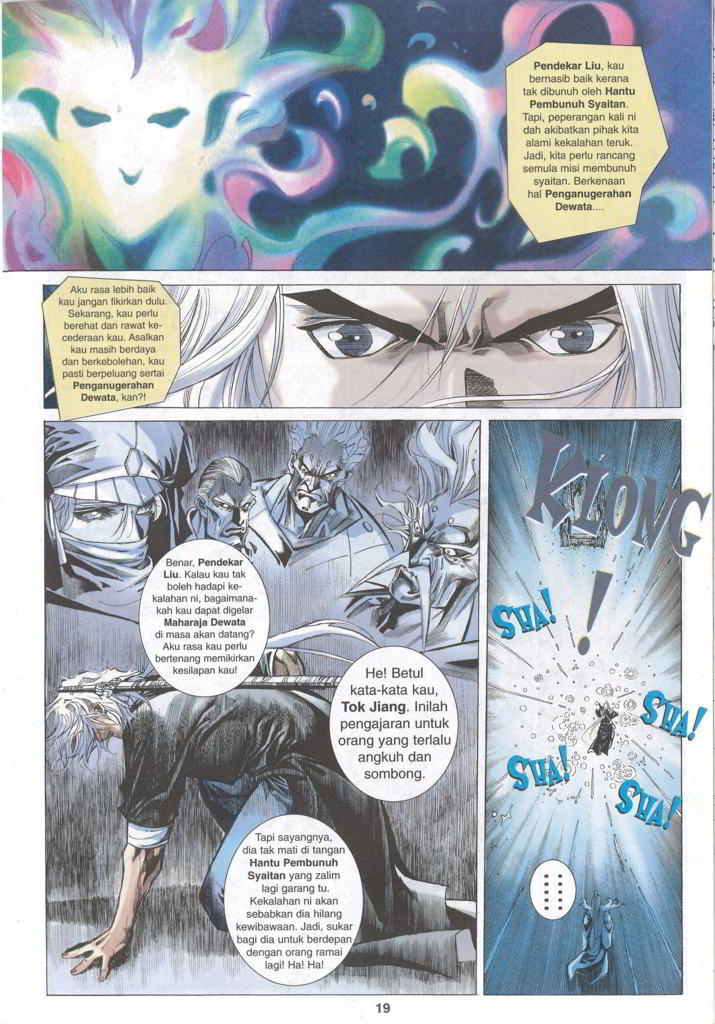 Pendekar Liu, kau
bernasib baik kerana
tak dibunuh oleh Hantu
Pembunuh Syaitan.
Tapi, peperangan kali ni
dah akibatkan pihak kita
alami kekalahan teruk.
Jadi, kita perlu rancang
semula misi membunuh
syaitan. Berkenaan
hal Penganugerahan
Dewata....
Aku rasa lebih baik
kau jangan fikirkan dulu.
Sekarang, kau perlu
berehat dan rawat ke-
cederaan kau. Asalkan
kau masih berdaya
dan berkebolehan, kau
pasti berpeluang sertai
Penganugerahan
Dewata, kan?!
Benar, Pendekar
Liu. Kalau kau tak
boleh hadapi ke-
kalahan ni, bagaimana-
kah kau dapat digelar
Maharaja Dewata
di masa akan datang?
Aku rasa kau perlu
bertenang memikirkan
kesilapan kau!
He! Betul
kata-kata kau,
Tok Jiang. Inilah
pengajaran untuk
orang yang terlalu
angkuh dan
sombong.
Tapi sayangnya,
dia tak mati di tangan
Hantu Pembunuh
Syaitan yang zalim
lagi garang tu.
Kekalahan ni akan
sebabkan dia hilang
kewibawaan. Jadi, sukar
bagi dia untuk berdepan
dengan orang ramai
lagi! Ha! Ha!
KLONG
!
SHA!
SHA!
SHA!
SHA!
......
19